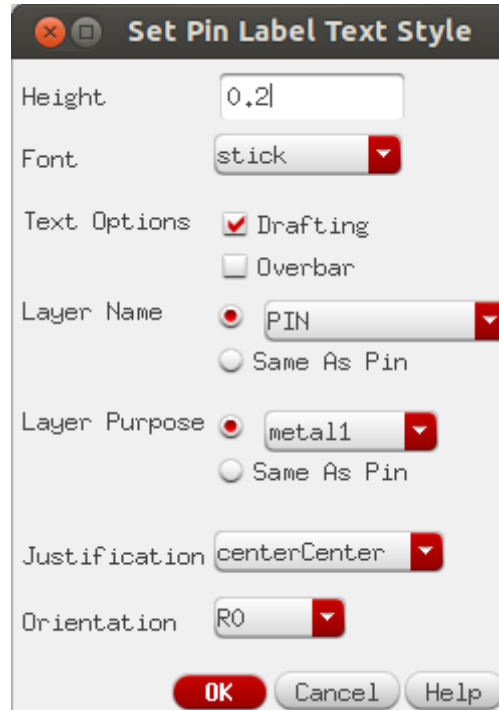 Set Pin Label Text Style
Height 0.2
Font stick
Text Options Drafting
Overbar
Layer Name PIN
Same As Pin
Layer Purpose metal1
Same As Pin
Justification centerCenter
Orientation R0
OK Cancel Help